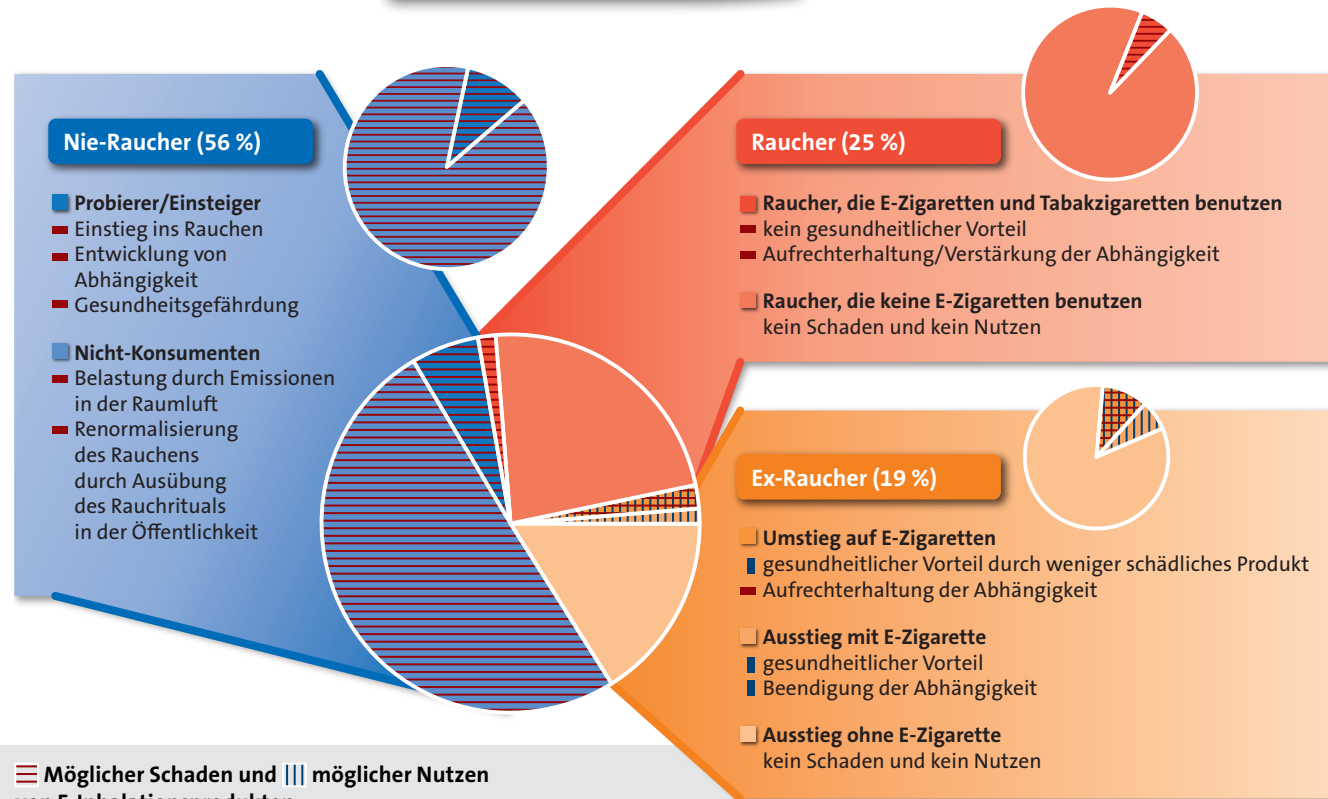 Nie-Raucher (56 %)
Probierer/Einsteiger
Einstieg ins Rauchen
Entwicklung von
Abhängigkeit
Gesundheitsgefährdung
Nicht-Konsumenten
Belastung durch Emissionen
in der Raumluft
Renormalisierung
des Rauchens
durch Ausübung
des Rauchrituals
in der Öffentlichkeit
Raucher (25 %)
Raucher, die E-Zigaretten und Tabakzigaretten benutzen
kein gesundheitlicher Vorteil
Aufrechterhaltung/Verstärkung der Abhängigkeit
Raucher, die keine E-Zigaretten benutzen
kein Schaden und kein Nutzen
Ex-Raucher (19 %)
Umstieg auf E-Zigaretten
gesundheitlicher Vorteil durch weniger schädliches Produkt
Aufrechterhaltung der Abhängigkeit
Ausstieg mit E-Zigarette
gesundheitlicher Vorteil
Beendigung der Abhängigkeit
Ausstieg ohne E-Zigarette
kein Schaden und kein Nutzen
Möglicher Schaden und möglicher Nutzen
von E-Inhalationsprodukten